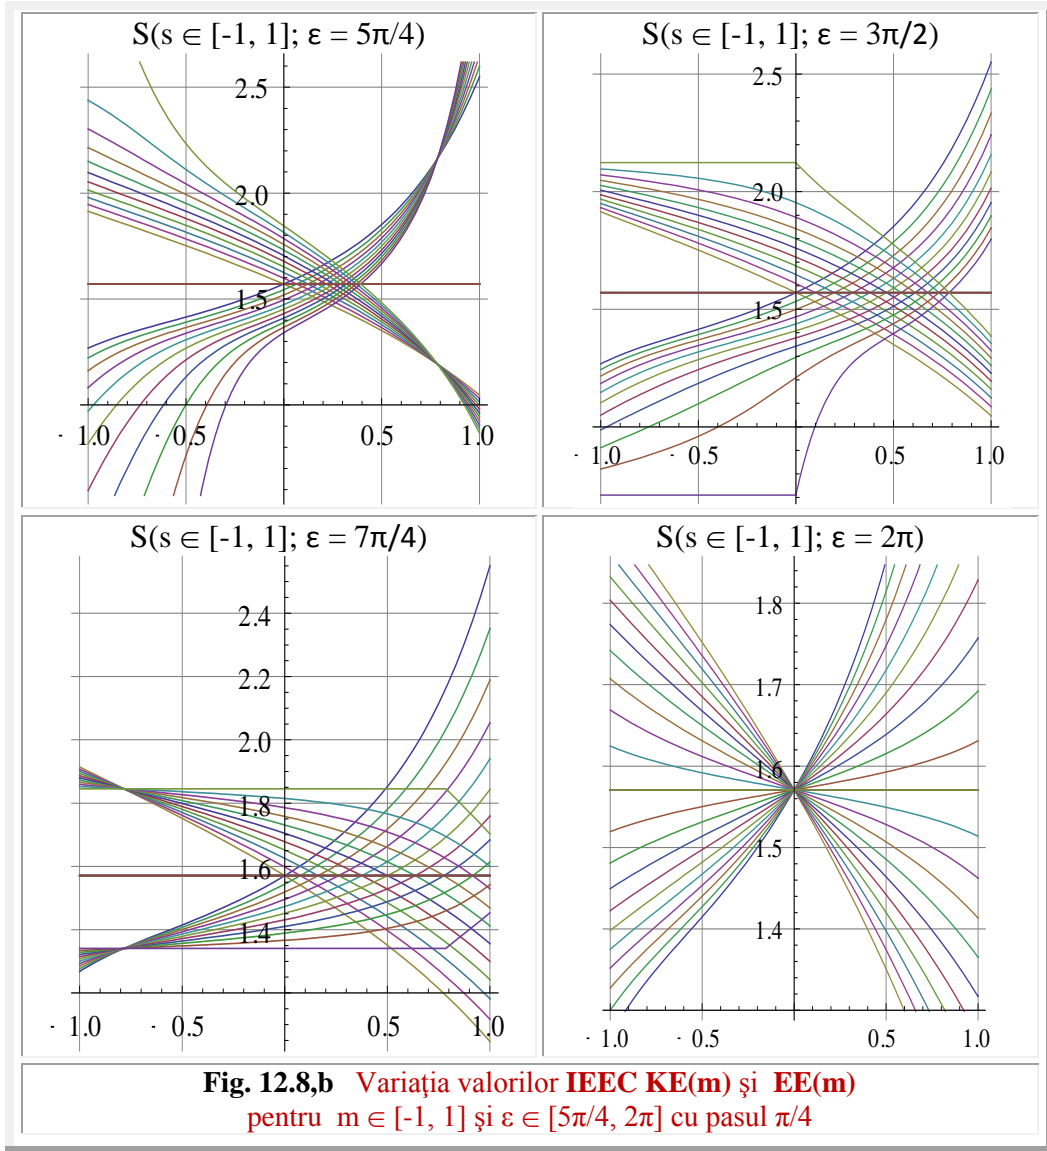 S(s ∈ [-1, 1]; ε = 5π/4)
2.5
2.0
1.5
- 1.0 - 0.5 0.5 1.0
S(s ∈ [-1, 1]; ε = 3π/2)
2.5
2.0
1.5
- 1.0 - 0.5 0.5 1.0
S(s ∈ [-1, 1]; ε = 7π/4)
2.4
2.2
2.0
1.8
1.6
1.4
- 1.0 - 0.5 0.5 1.0
S(s ∈ [-1, 1]; ε = 2π)
1.8
1.7
1.6
1.5
1.4
- 1.0 - 0.5 0.5 1.0
Fig. 12.8,b Variaţia valorilor IEEC KE(m) şi EE(m)
pentru m ∈ [-1, 1] şi ε ∈ [5π/4, 2π] cu pasul π/4